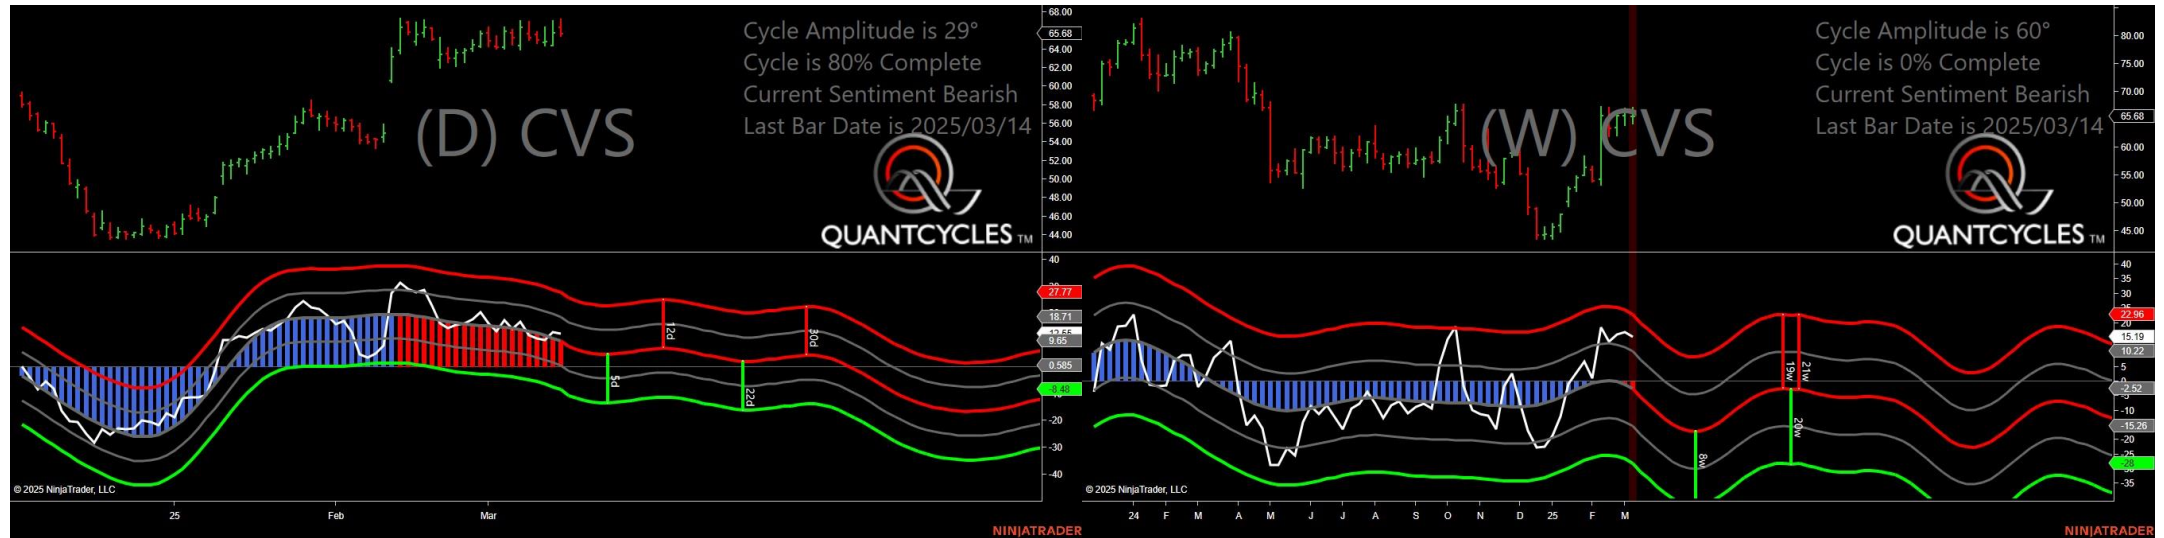 Cycle Amplitude is 29°
Cycle is 80% Complete
Current Sentiment Bearish
Last Bar Date is 2025/03/14
(D) CVS
QUANTCYCLES TM
68.00
65.68
64.00
62.00
60.00
58.00
56.00
54.00
52.00
50.00
48.00
46.00
44.00
40
27.77
18.71
9.65
0.585
-8.48
-20
-30
-40
5d
12d
22d
30d
© 2025 NinjaTrader, LLC
25 Feb Mar
NINJATRADER
Cycle Amplitude is 60°
Cycle is 0% Complete
Current Sentiment Bearish
Last Bar Date is 2025/03/14
(W) CVS
QUANTCYCLES TM
80.00
75.00
70.00
65.68
60.00
55.00
50.00
45.00
40
35
30
22.96
20
15.19
10.22
5
0
-2.52
-5
-10
-15.26
-20
-28
-35
8w
19w
21w
20w
© 2025 NinjaTrader, LLC
24 F M A M J J A S O N D 25 F M
NINJATRADER